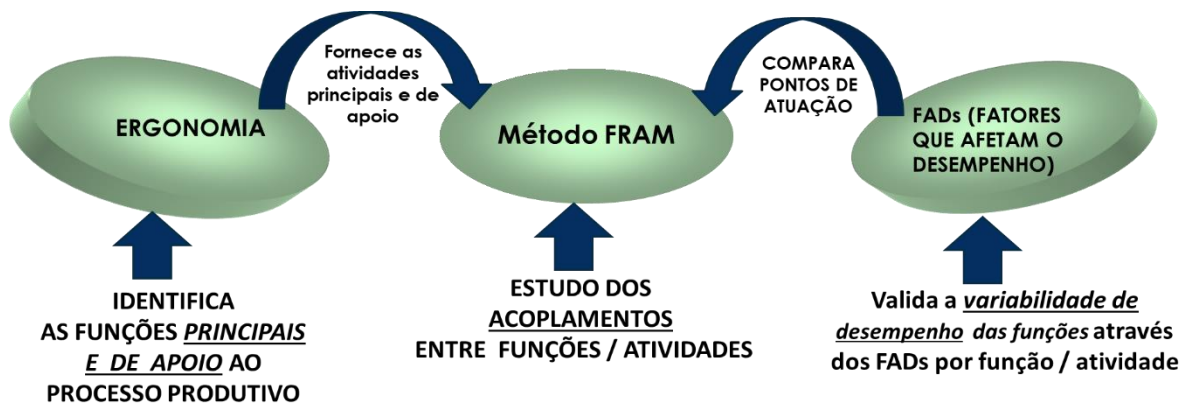 ERGONOMIA
Fornece as
atividades
principais e de
apoio
Método FRAM
COMPARA
PONTOS DE
ATUAÇÃO
FADs (FATORES
QUE AFETAM O
DESEMPENHO)
IDENTIFICA
AS FUNÇÕES PRINCIPAIS
E DE APOIO AO
PROCESSO PRODUTIVO
ESTUDO DOS
ACOPLAMENTOS
ENTRE FUNÇÕES / ATIVIDADES
Valida a variabilidade de
desempenho das funções através
dos FADs por função / atividade